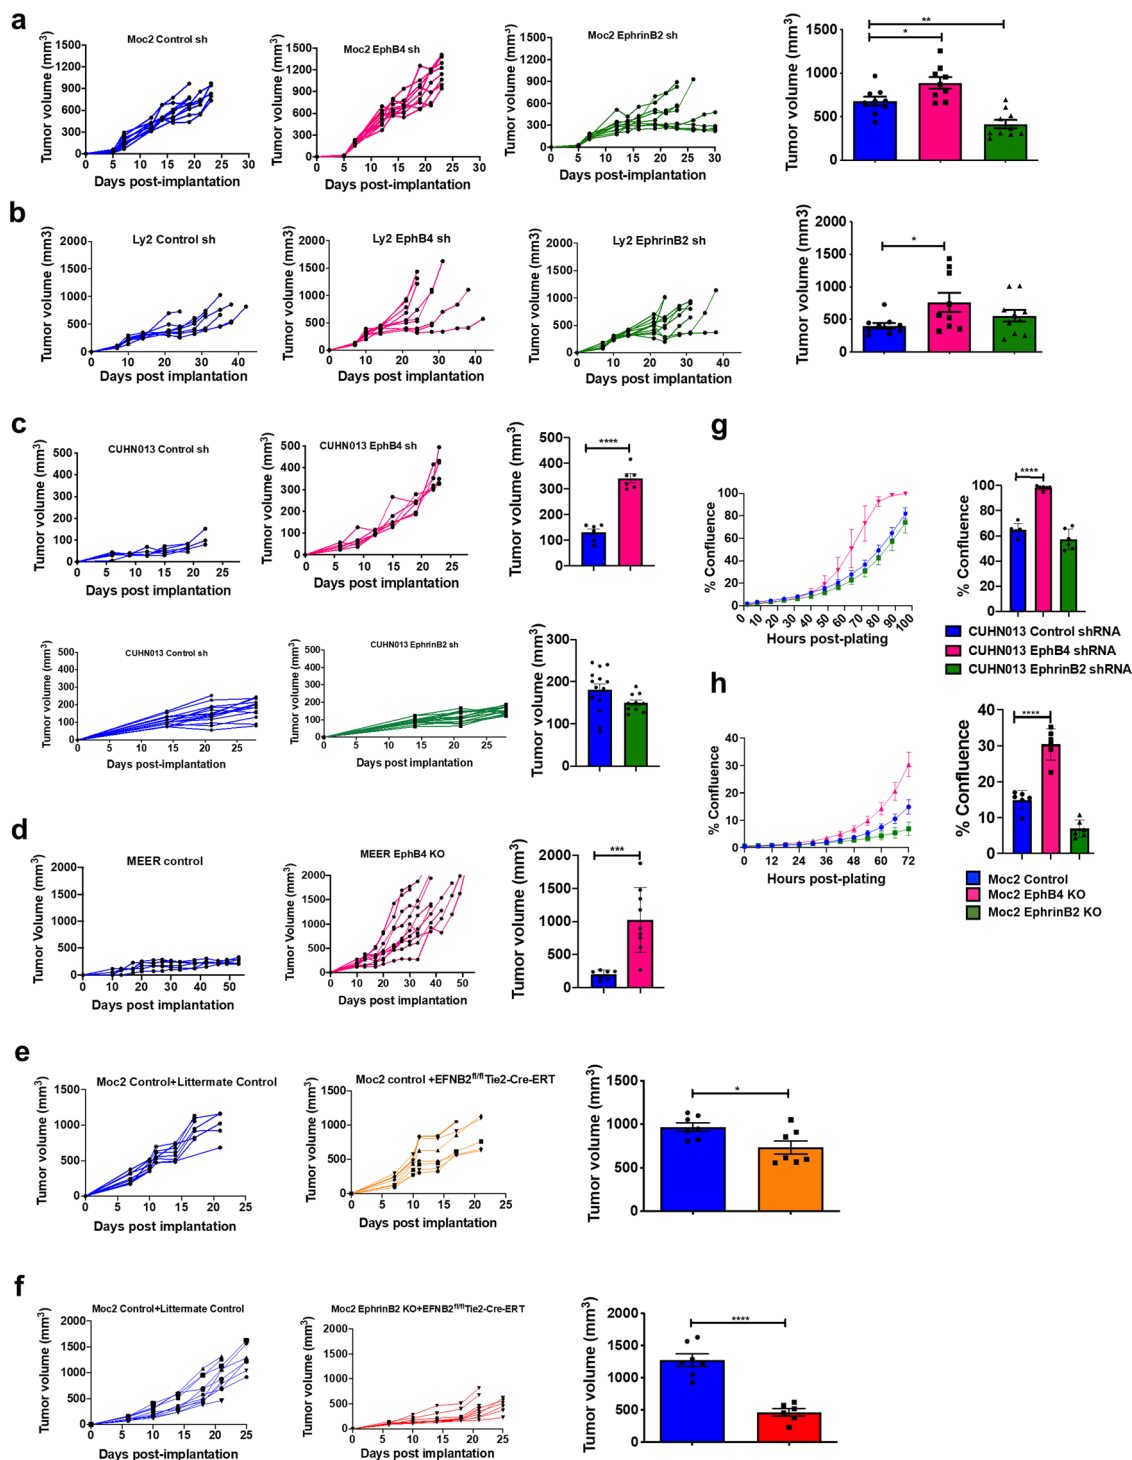 a
Moc2 Control sh
Tumor volume (mm³)
1500
1200
900
600
300
0
0 5 10 15 20 25 30
Days post-implantation
Moc2 EphB4 sh
Tumor volume (mm³)
1500
1200
900
600
300
0
0 5 10 15 20 25 30
Days post-implantation
Moc2 EphrinB2 sh
Tumor volume (mm³)
1500
1200
900
600
300
0
0 5 10 15 20 25 30
Days post-implantation
**
*
Tumor volume (mm³)
1500
1000
500
0
b
Ly2 Control sh
Tumor volume (mm3)
2000
1500
1000
500
0
0 10 20 30 40
Days post implantation
Ly2 EphB4 sh
Tumor volume (mm³)
2000
1500
1000
500
0
0 10 20 30 40
Days post implantation
Ly2 EphrinB2 sh
Tumor volume (mm³)
2000
1500
1000
500
0
0 10 20 30 40
Days post implantation
*
Tumor volume (mm3)
2000
1500
1000
500
0
c
CUHN013 Control sh
Tumor volume (mm³)
500
400
300
200
100
0
0 5 10 15 20 25
Days post implantation
CUHN013 EphB4 sh
Tumor volume (mm³)
500
400
300
200
100
0
0 5 10 15 20 25
Days post implantation
****
Tumor volume (mm³)
500
400
300
200
100
0
CUHN013 Control sh
Tumor volume (mm³)
500
400
300
200
100
0
0 5 10 15 20 25
Days post-implantation
CUHN013 EphrinB2 sh
Tumor volume (mm³)
500
400
300
200
100
0
0 5 10 15 20 25
Days post implantation
Tumor volume (mm³)
300
200
100
0
d
MEER control
Tumor Volume (mm³)
2000
1500
1000
500
0
0 10 20 30 40 50
Days post implantation
MEER EphB4 KO
Tumor Volume (mm³)
2000
1500
1000
500
0
0 10 20 30 40 50
Days post implantation
***
Tumor volume (mm³)
2000
1500
1000
500
0
e
Moc2 Control+Littermate Control
Tumor volume (mm³)
1500
1000
500
0
0 5 10 15 20 25
Days post implantation
Moc2 control +EFNB2fl/flTie2-Cre-ERT
Tumor volume (mm³)
1500
1000
500
0
0 5 10 15 20 25
Days post implantation
*
Tumor volume (mm³)
1500
1000
500
0
f
Moc2 Control+Littermate Control
Tumor volume (mm³)
2000
1500
1000
500
0
0 5 10 15 20 25
Days post-implantation
Moc2 EphrinB2 KO+EFNB2fl/flTie2-Cre-ERT
Tumor volume (mm³)
2000
1500
1000
500
0
0 5 10 15 20 25
Days post implantation
****
Tumor volume (mm³)
2000
1500
1000
500
0
g
% Confluence
100
80
60
40
20
0
0 10 20 30 40 50 60 70 80 90 100
Hours post-plating
****
% Confluence
100
80
60
40
20
0
CUHN013 Control shRNA
CUHN013 EphB4 shRNA
CUHN013 EphrinB2 shRNA
h
% Confluence
40
30
20
10
0
0 12 24 36 48 60 72
Hours post-plating
****
% Confluence
40
30
20
10
0
Moc2 Control
Moc2 EphB4 KO
Moc2 EphrinB2 KO